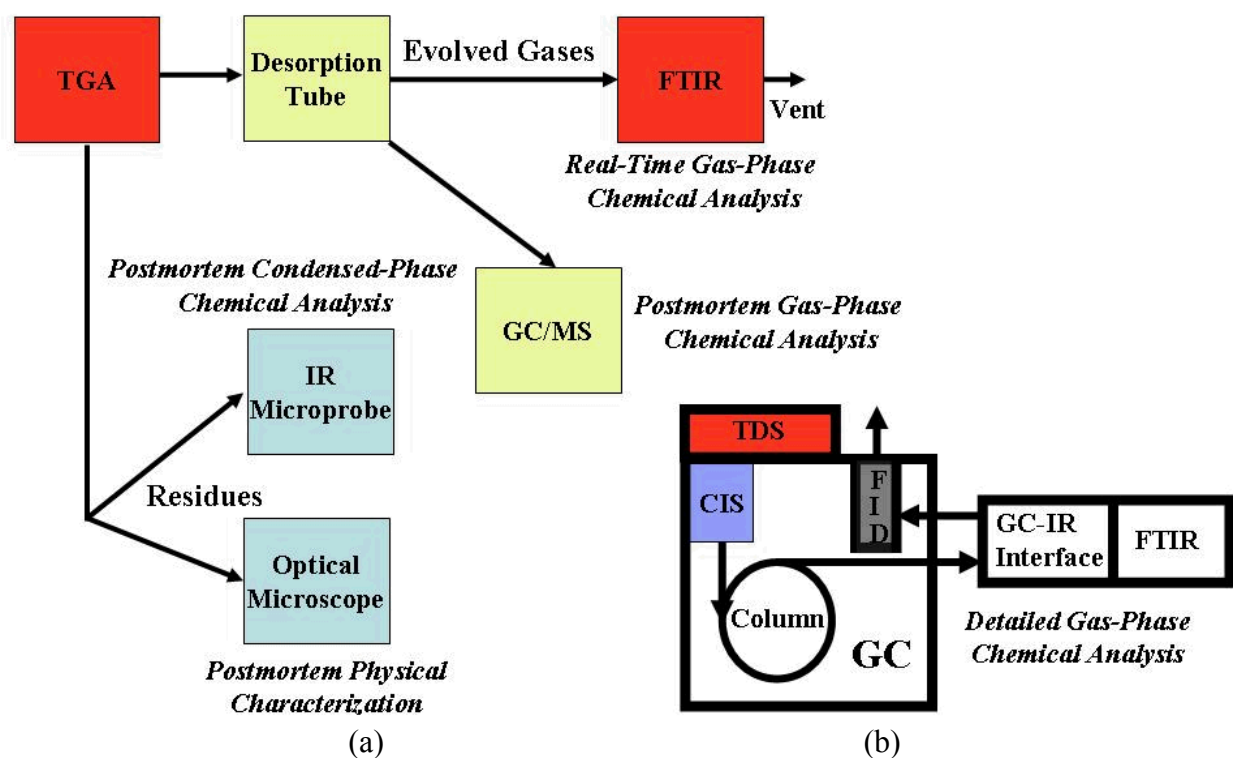 TGA
Desorption
Tube
Evolved Gases
FTIR
Vent
Real-Time Gas-Phase
Chemical Analysis
Postmortem Condensed-Phase
Chemical Analysis
GC/MS
Postmortem Gas-Phase
Chemical Analysis
IR
Microprobe
Residues
Optical
Microscope
Postmortem Physical
Characterization
(a)
TDS
CIS
FID
GC-IR
Interface
FTIR
Column
GC
Detailed Gas-Phase
Chemical Analysis
(b)